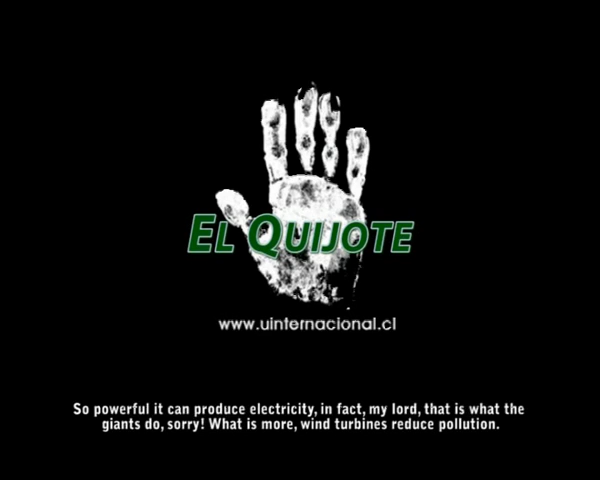 EL QUIJOTE
www.uinternacional.cl
So powerful it can produce electricity, in fact, my lord, that is what the
giants do, sorry! What is more, wind turbines reduce pollution.